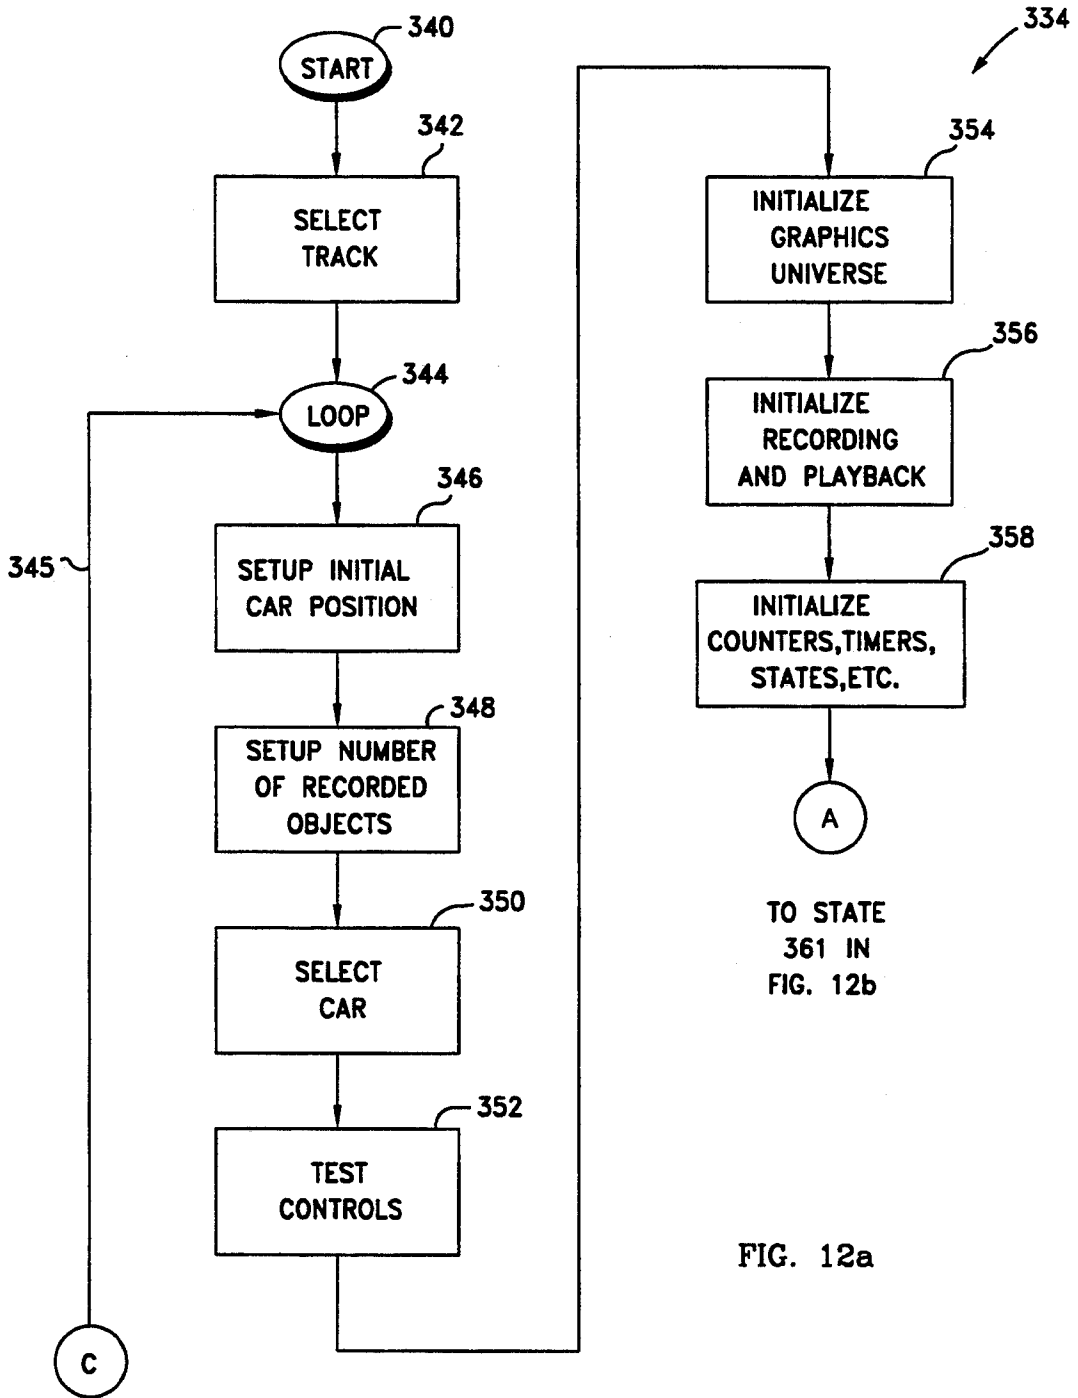 340
START
342
SELECT
TRACK
344
LOOP
345
346
SETUP INITIAL
CAR POSITION
348
SETUP NUMBER
OF RECORDED
OBJECTS
350
SELECT
CAR
352
TEST
CONTROLS
C
334
354
INITIALIZE
GRAPHICS
UNIVERSE
356
INITIALIZE
RECORDING
AND PLAYBACK
358
INITIALIZE
COUNTERS,TIMERS,
STATES,ETC.
A
TO STATE
361 IN
FIG. 12b
FIG. 12a